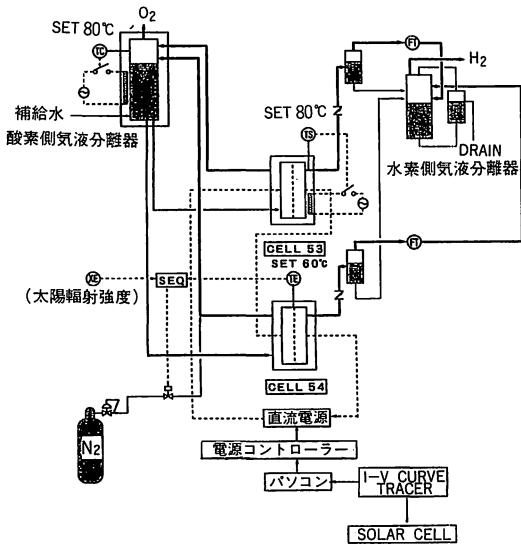 O2
SET 80℃
TC
補給水
酸素側気液分離器
FT
H2
SET 80℃
TS
DRAIN
水素側気液分離器
CELL 53
SET 60℃
FT
SEQ
TE
(太陽輻射強度)
CELL 54
N2
直流電源
電源コントローラー
パソコン
I-V CURVE
TRACER
SOLAR CELL